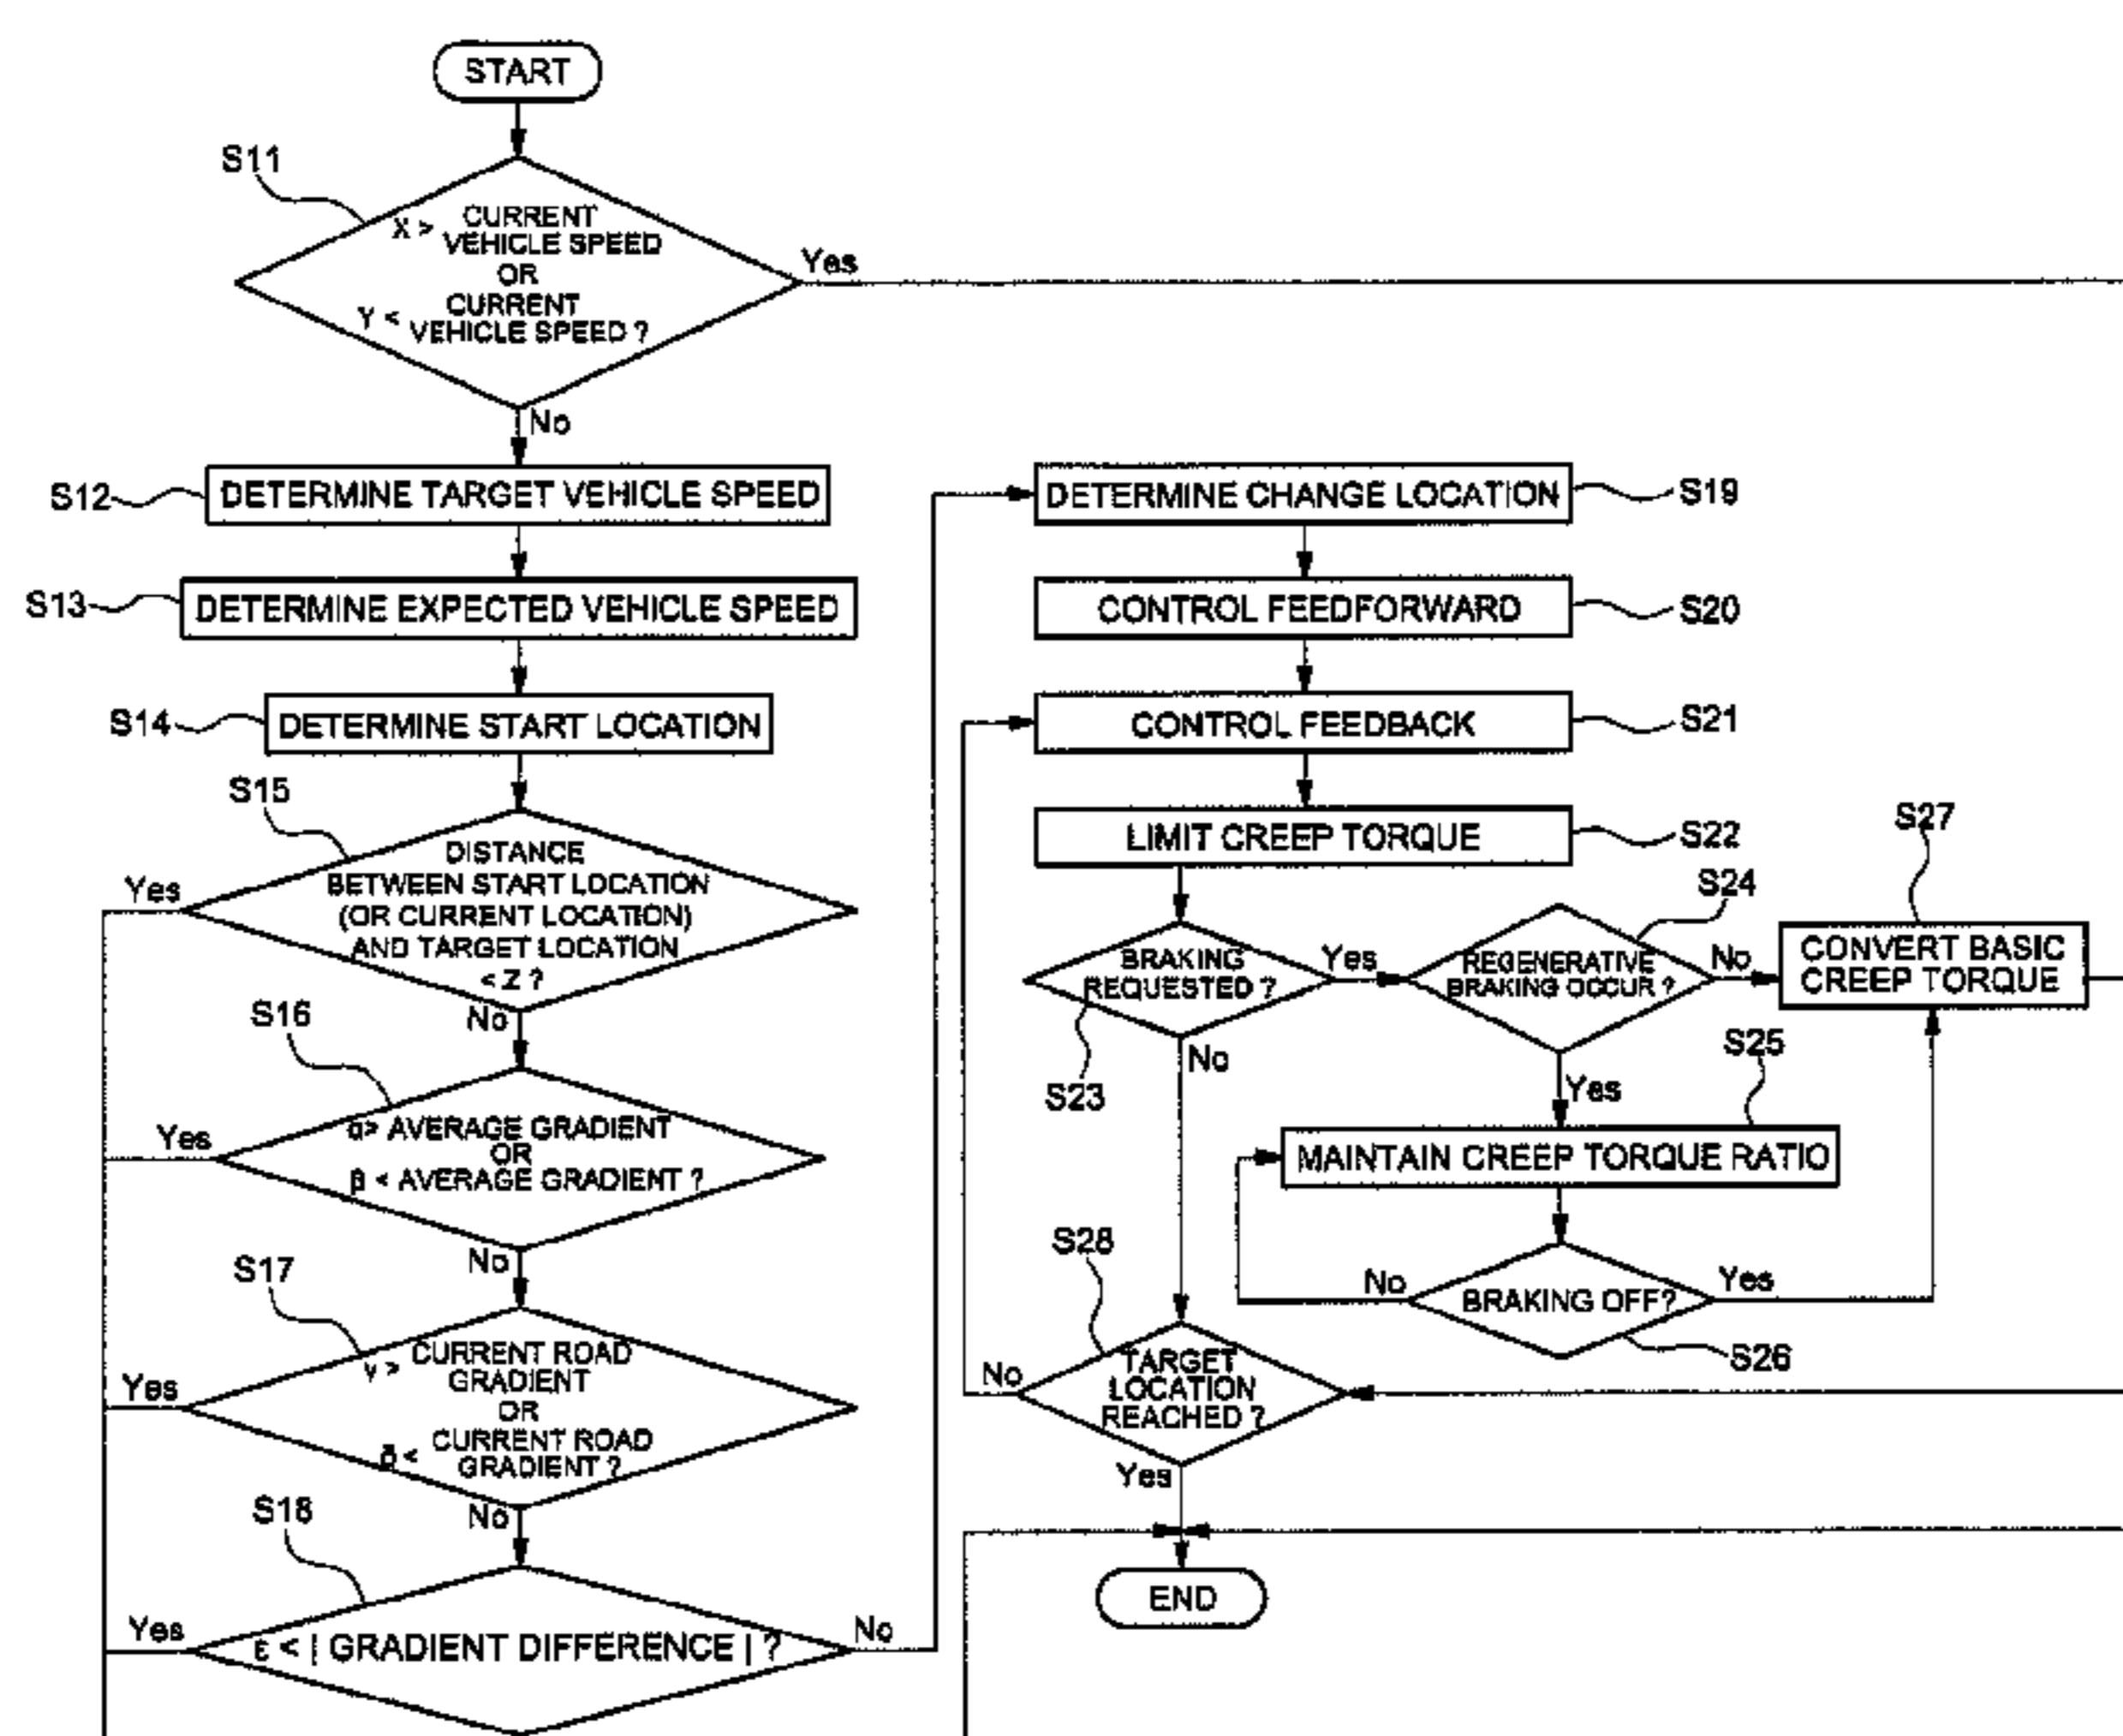 START
S11
X > CURRENT
VEHICLE SPEED
OR
Y < CURRENT
VEHICLE SPEED ?
Yes
No
S12
DETERMINE TARGET VEHICLE SPEED
S13
DETERMINE EXPECTED VEHICLE SPEED
S14
DETERMINE START LOCATION
S15
DISTANCE
BETWEEN START LOCATION
(OR CURRENT LOCATION)
AND TARGET LOCATION
< Z ?
Yes
No
S16
α> AVERAGE GRADIENT
OR
β < AVERAGE GRADIENT ?
Yes
No
S17
γ > CURRENT ROAD
GRADIENT
OR
δ < CURRENT ROAD
GRADIENT ?
Yes
No
S18
ε < | GRADIENT DIFFERENCE | ?
Yes
No
DETERMINE CHANGE LOCATION
S19
CONTROL FEEDFORWARD
S20
CONTROL FEEDBACK
S21
LIMIT CREEP TORQUE
S22
BRAKING
REQUESTED ?
S23
Yes
No
S24
REGENERATIVE
BRAKING OCCUR ?
No
Yes
S27
CONVERT BASIC
CREEP TORQUE
S25
MAINTAIN CREEP TORQUE RATIO
BRAKING OFF?
No
Yes
S26
S28
TARGET
LOCATION
REACHED ?
No
Yes
END